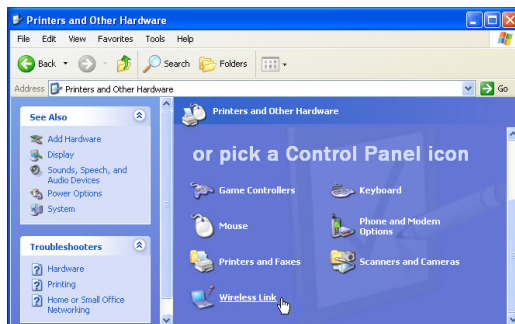 Printers and Other Hardware
File Edit View Favorites Tools Help
Back Search Folders
Address Printers and Other Hardware Go
See Also
Add Hardware
Display
Sounds, Speech, and
Audio Devices
Power Options
System
Troubleshooters
Hardware
Printing
Home or Small Office
Networking
Printers and Other Hardware
or pick a Control Panel icon
Game Controllers Keyboard
Mouse Phone and Modem
Options
Printers and Faxes Scanners and Cameras
Wireless Link